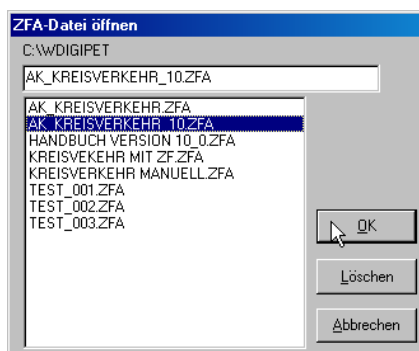 ZFA-Datei öffnen
C:\WDIGIPET
AK_KREISVERKEHR_10.ZFA
AK_KREISVERKEHR.ZFA
AK_KREISVERKEHR_10.ZFA
HANDBUCH VERSION 10_0.ZFA
KREISVEKEHR MIT ZF.ZFA
KREISVERKEHR MANUELL.ZFA
TEST_001.ZFA
TEST_002.ZFA
TEST_003.ZFA
OK
Löschen
Abbrechen